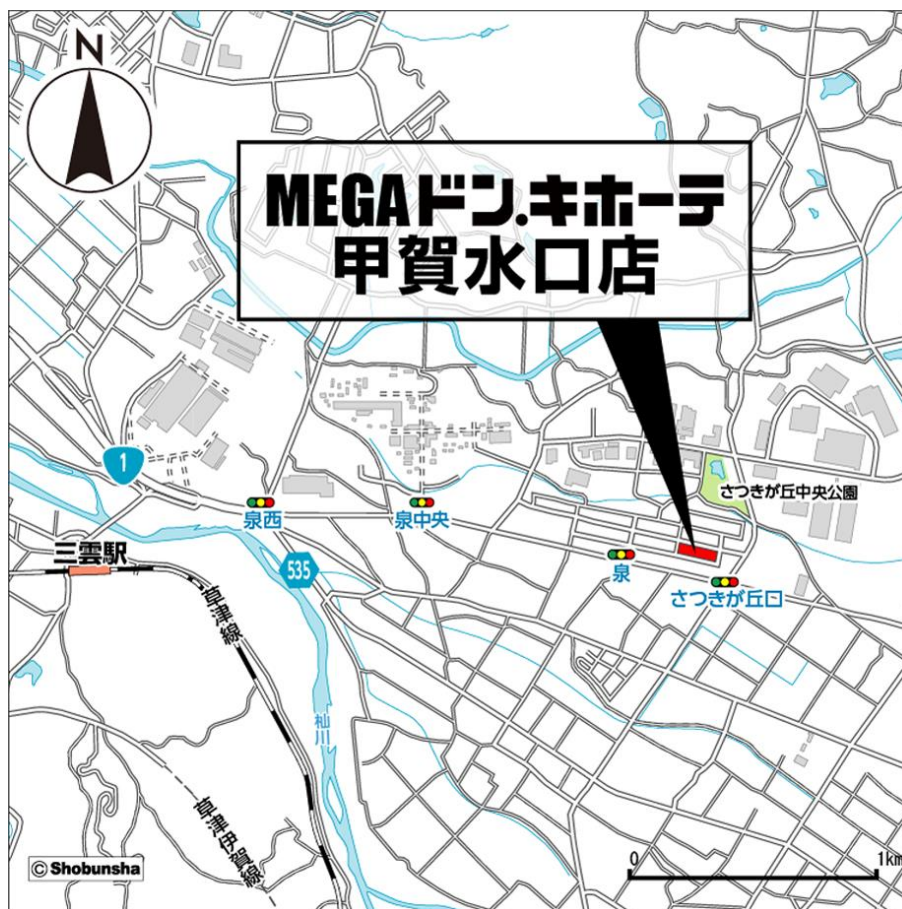 N
MEGAドン.キホーテ
甲賀水口店
1
さつきが丘中央公園
泉西
泉中央
三雲駅
535
泉
さつきが丘口
草津線
杣川
草津伊賀線
© Shobunsha
0
1km